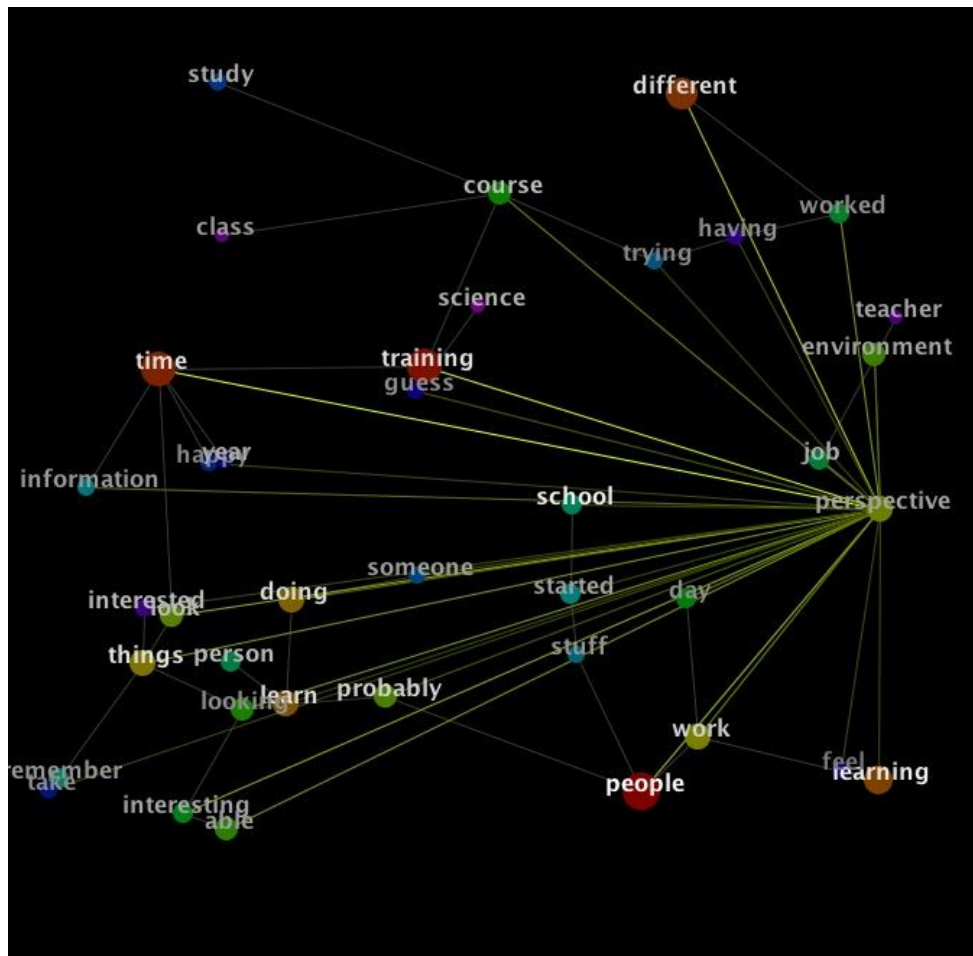 study
different
course
worked
class
having
trying
science
teacher
environment
time
training
guess
job
year
happy
information
school
perspective
someone
started
day
doing
interested
look
stuff
things
person
probably
learn
looking
work
feel
learning
remember
take
people
interesting
able